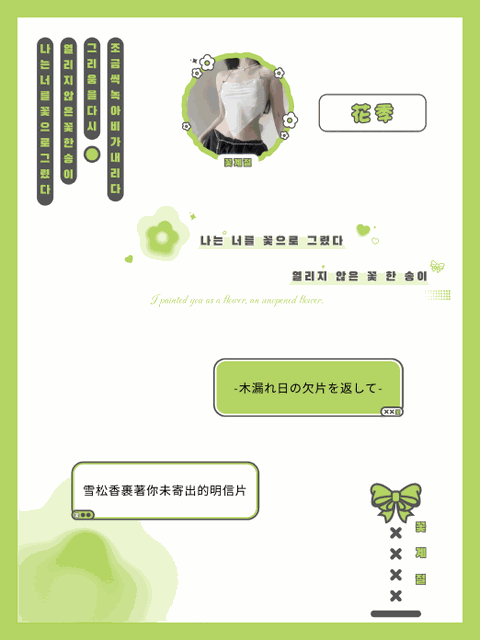 나는너를꽃으로그렸다
열리지않은꽃한송이
그리움을다시
조금씩녹아비가내리다
花季
꽃계절
나는 너를 꽃으로 그렸다
열리지 않은 꽃 한 송이
I painted you as a flower, an unopened flower.
-木漏れ日の欠片を返して-
雪松香裹著你未寄出的明信片
꽃
계
절